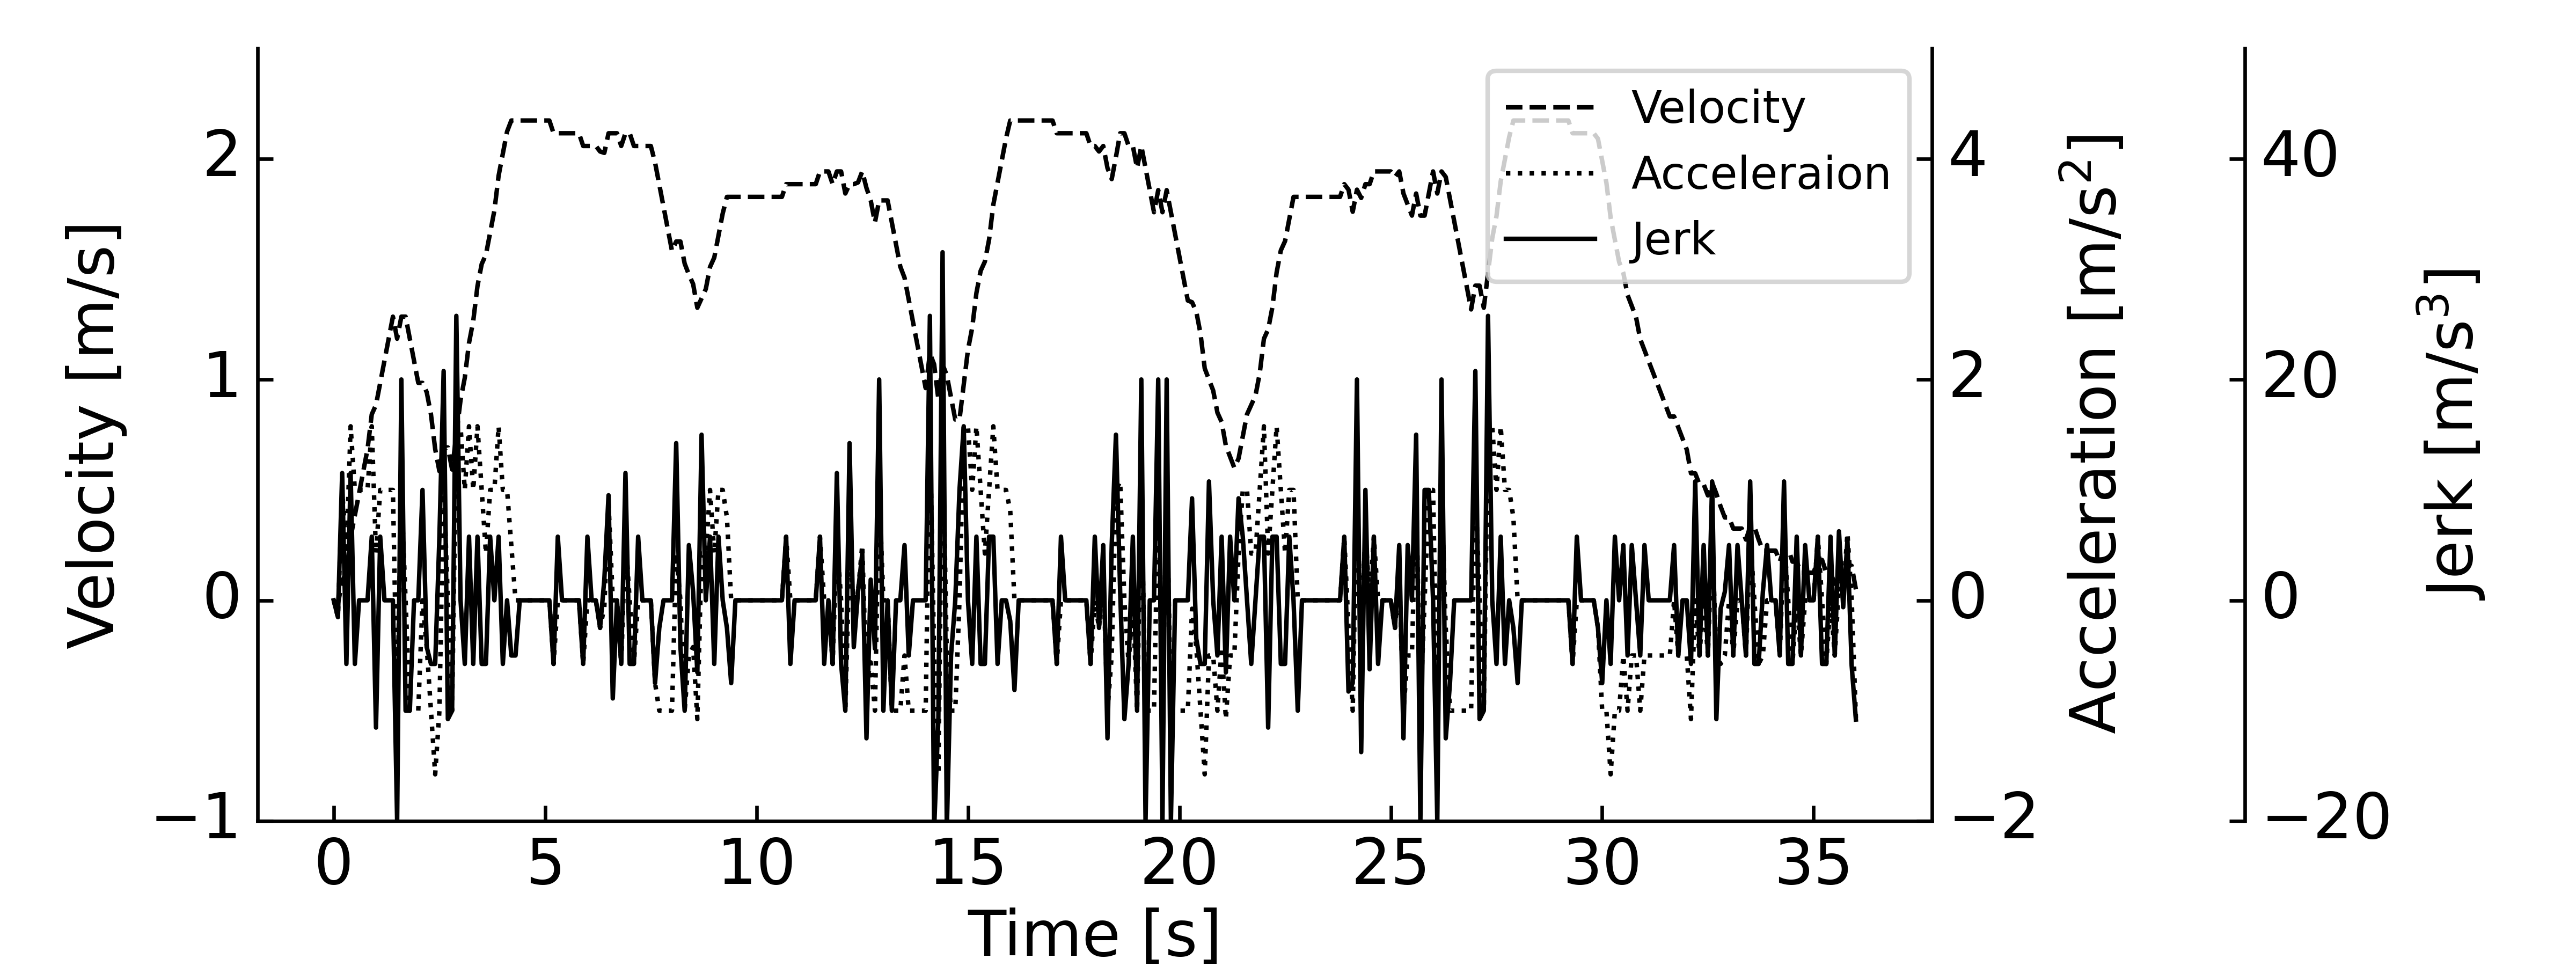 Velocity [m/s]
2
1
0
−1
0 5 10 15 20 25 30 35
Time [s]
Velocity
Acceleraion
Jerk
4
2
0
−2
Acceleration [m/s²]
40
20
0
−20
Jerk [m/s³]